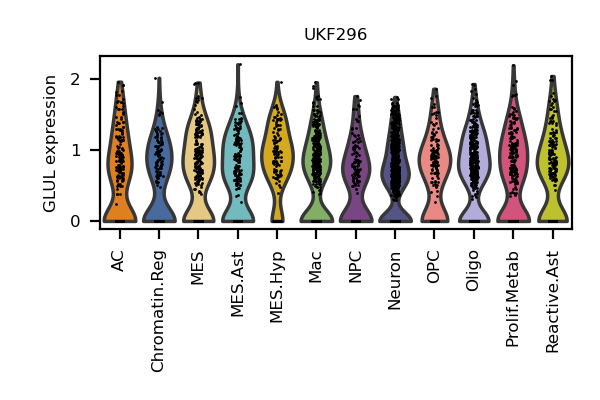 UKF296
GLUL expression
2
1
0
AC
Chromatin.Reg
MES
MES.Ast
MES.Hyp
Mac
NPC
Neuron
OPC
Oligo
Prolif.Metab
Reactive.Ast